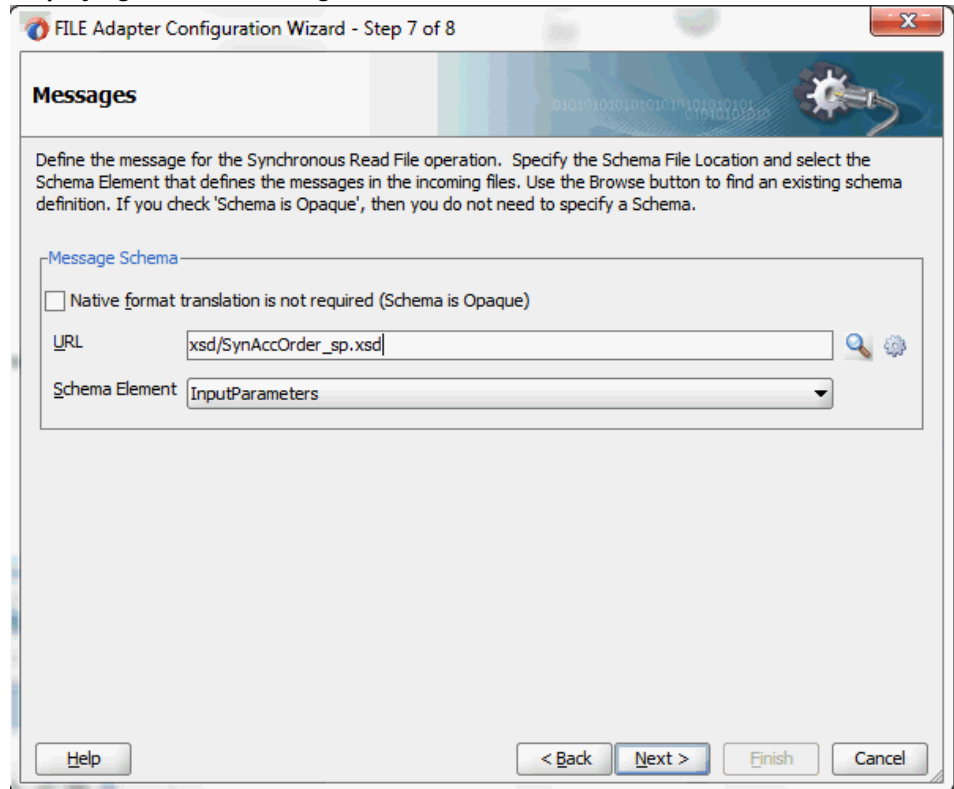 FILE Adapter Configuration Wizard - Step 7 of 8
Messages
Define the message for the Synchronous Read File operation. Specify the Schema File Location and select the
Schema Element that defines the messages in the incoming files. Use the Browse button to find an existing schema
definition. If you check 'Schema is Opaque', then you do not need to specify a Schema.
Message Schema
Native format translation is not required (Schema is Opaque)
URL xsd/SynAccOrder_sp.xsd
Schema Element InputParameters
Help < Back Next > Finish Cancel